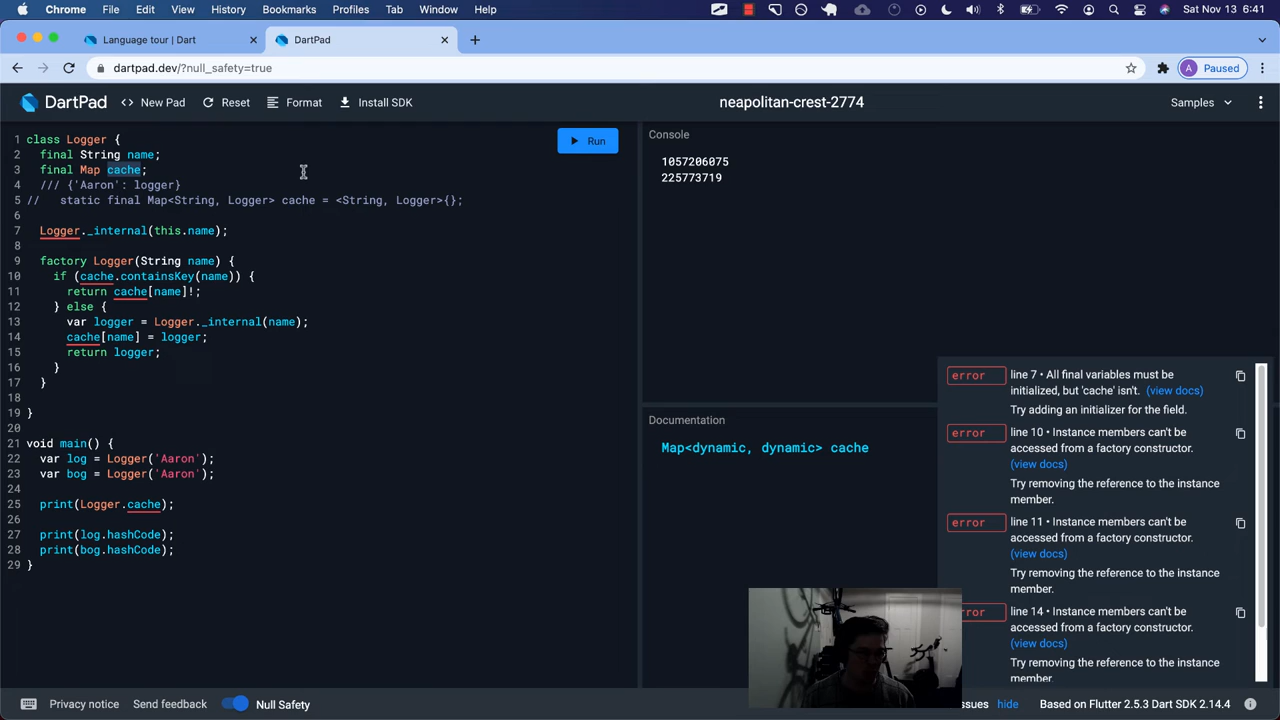 Chrome File Edit View History Bookmarks Profiles Tab Window Help Sat Nov 13 6:41
Language tour | Dart DartPad
dartpad.dev/?null_safety=true A Paused
DartPad New Pad Reset Format Install SDK neapolitan-crest-2774 Samples
Run
1 class Logger {
2 final String name;
3 final Map cache;
4 /// {'Aaron': logger}
5 // static final Map<String, Logger> cache = <String, Logger>{};
6
7 Logger._internal(this.name);
8
9 factory Logger(String name) {
10 if (cache.containsKey(name)) {
11 return cache[name]!;
12 } else {
13 var logger = Logger._internal(name);
14 cache[name] = logger;
15 return logger;
16 }
17 }
18
19 }
20
21 void main() {
22 var log = Logger('Aaron');
23 var bog = Logger('Aaron');
24
25 print(Logger.cache);
26
27 print(log.hashCode);
28 print(bog.hashCode);
29 }
Console
1057206075
225773719
Documentation
Map<dynamic, dynamic> cache
error line 7 • All final variables must be
initialized, but 'cache' isn't. (view docs)
Try adding an initializer for the field.
error line 10 • Instance members can't be
accessed from a factory constructor.
(view docs)
Try removing the reference to the instance
member.
error line 11 • Instance members can't be
accessed from a factory constructor.
(view docs)
Try removing the reference to the instance
member.
error line 14 • Instance members can't be
accessed from a factory constructor.
(view docs)
Try removing the reference to the instance
member.
Privacy notice Send feedback Null Safety issues hide Based on Flutter 2.5.3 Dart SDK 2.14.4